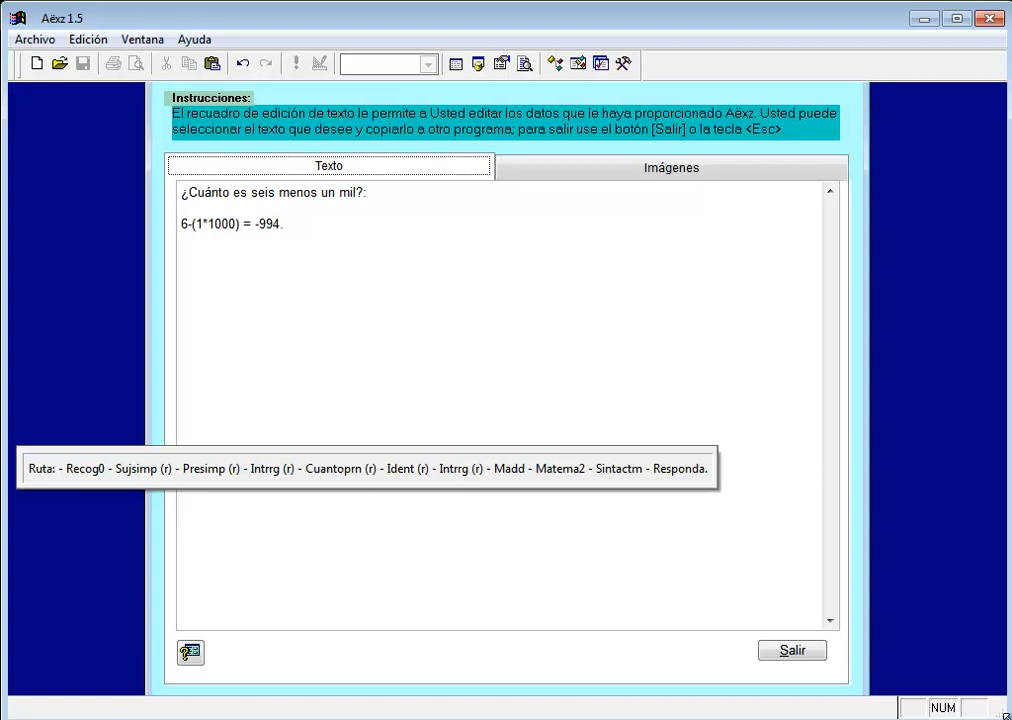 Aëxz 1.5
Archivo Edición Ventana Ayuda
Instrucciones:
El recuadro de edición de texto le permite a Usted editar los datos que le haya proporcionado Aëxz. Usted puede
seleccionar el texto que desee y copiarlo a otro programa; para salir use el botón [Salir] o la tecla <Esc>.
Texto Imágenes
¿Cuánto es seis menos un mil?:
6-(1*1000) = -994.
Ruta: - Recog0 - Sujsimp (r) - Presimp (r) - Intrrg (r) - Cuantoprn (r) - Ident (r) - Intrrg (r) - Madd - Matema2 - Sintactm - Responda.
Salir
NUM